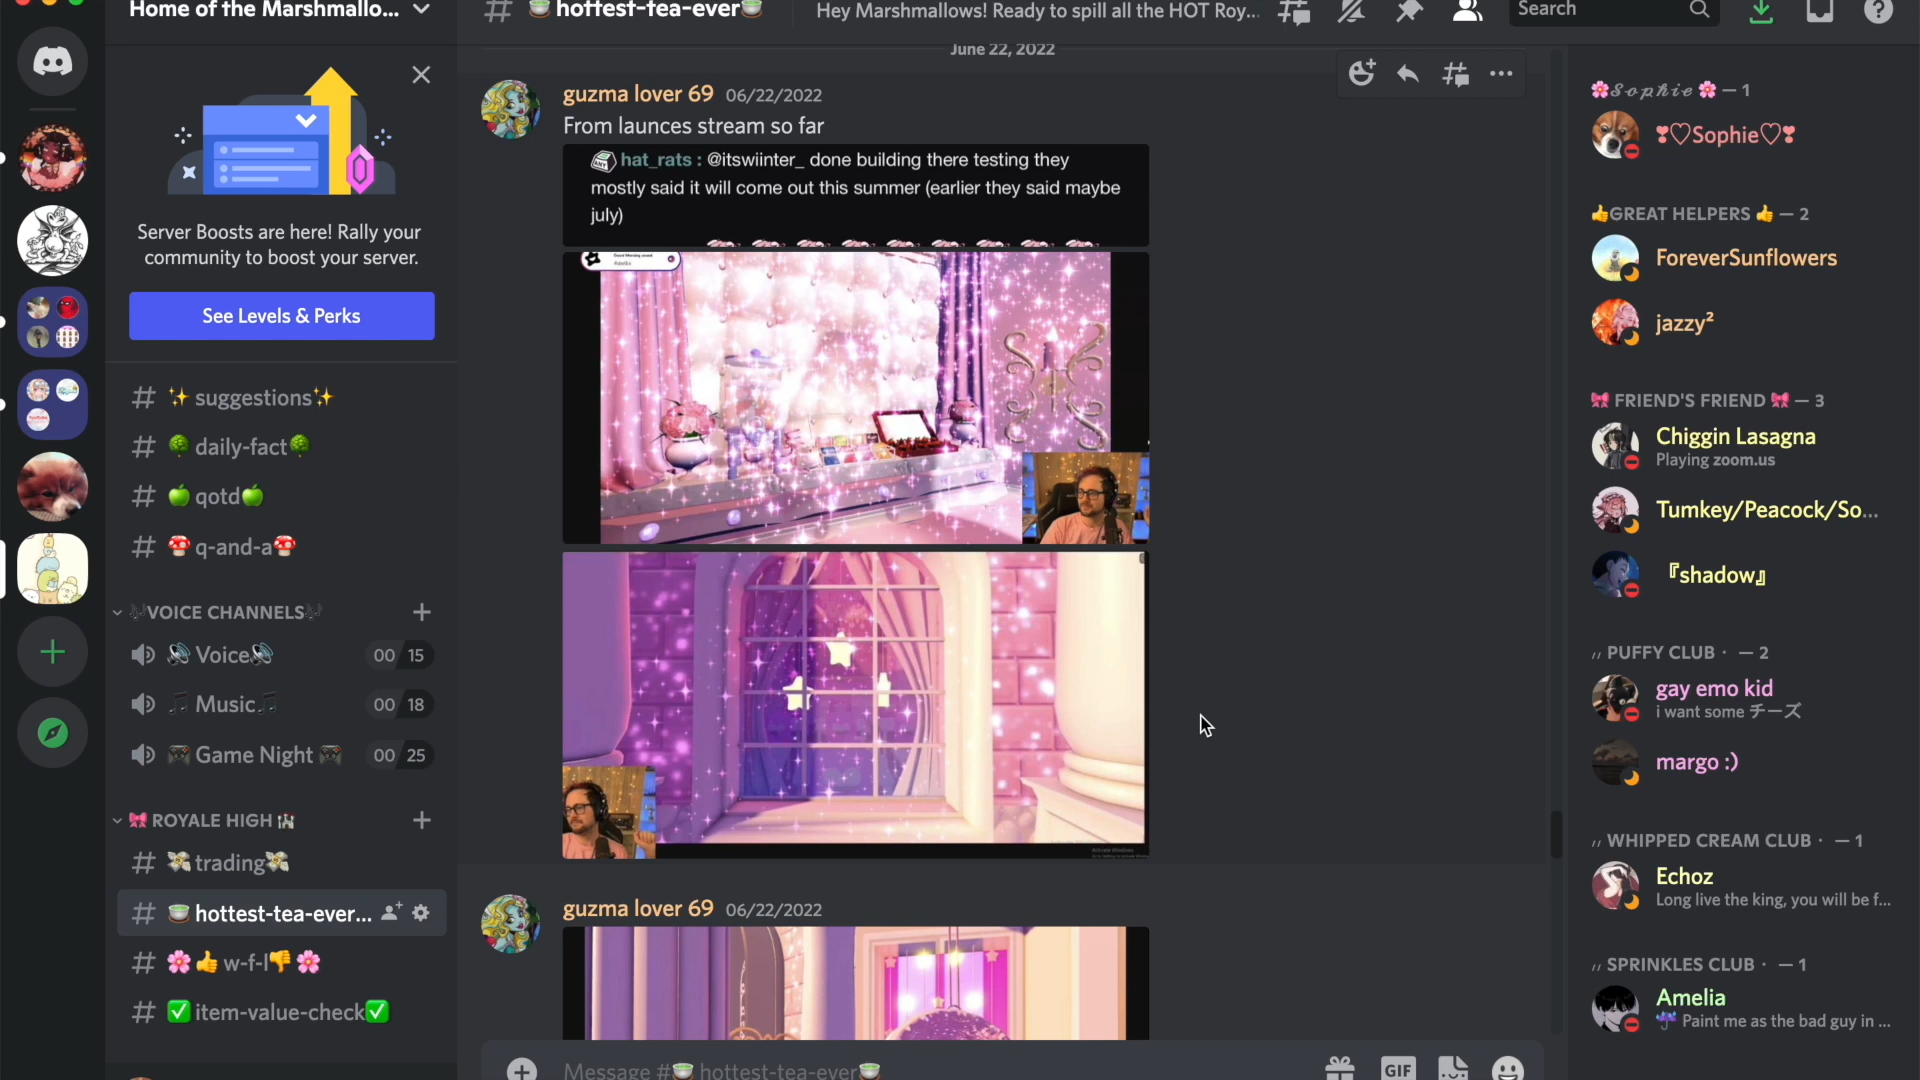 Home of the Marshmallo...
Server Boosts are here! Rally your
community to boost your server.
See Levels & Perks
# ✨ suggestions✨
# 🌳 daily-fact🌳
# 🍏 qotd🍏
# 🍄 q-and-a🍄
🎶VOICE CHANNELS🎶
🔊 Voice🔊 00 15
🎵 Music🎵 00 18
🎮 Game Night 🎮 00 25
🎀 ROYALE HIGH 🏰
# 💸 trading💸
# 🍵 hottest-tea-ever...
# 🌸👍 w-f-l👎🌸
# ✅ item-value-check✅
# 🍵 hottest-tea-ever🍵
Hey Marshmallows! Ready to spill all the HOT Roy...
Search
June 22, 2022
guzma lover 69 06/22/2022
From launces stream so far
hat_rats : @itswiinter_ done building there testing they
mostly said it will come out this summer (earlier they said maybe
july)
Activate Windows
guzma lover 69 06/22/2022
Message #🍵 hottest-tea-ever🍵
GIF
🌸𝓢𝓸𝓹𝓱𝓲𝓮 🌸 — 1
❣♡Sophie♡❣
👍GREAT HELPERS 👍 — 2
ForeverSunflowers
jazzy²
🎀 FRIEND'S FRIEND 🎀 — 3
Chiggin Lasagna
Playing zoom.us
Tumkey/Peacock/So...
『shadow』
,, PUFFY CLUB · — 2
gay emo kid
i want some チーズ
margo :)
,, WHIPPED CREAM CLUB · — 1
Echoz
Long live the king, you will be f...
,, SPRINKLES CLUB · — 1
Amelia
☔ Paint me as the bad guy in ...